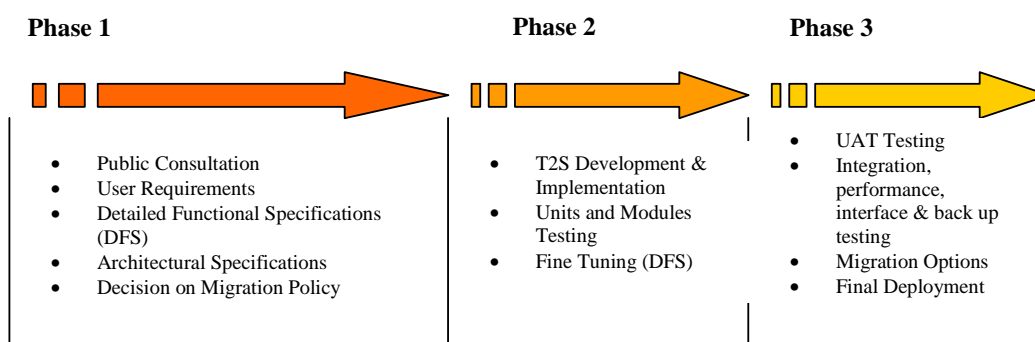 Phase 1
Phase 2
Phase 3
• Public Consultation
• User Requirements
• Detailed Functional Specifications
(DFS)
• Architectural Specifications
• Decision on Migration Policy
• T2S Development &
Implementation
• Units and Modules
Testing
• Fine Tuning (DFS)
• UAT Testing
• Integration,
performance,
interface & back up
testing
• Migration Options
• Final Deployment